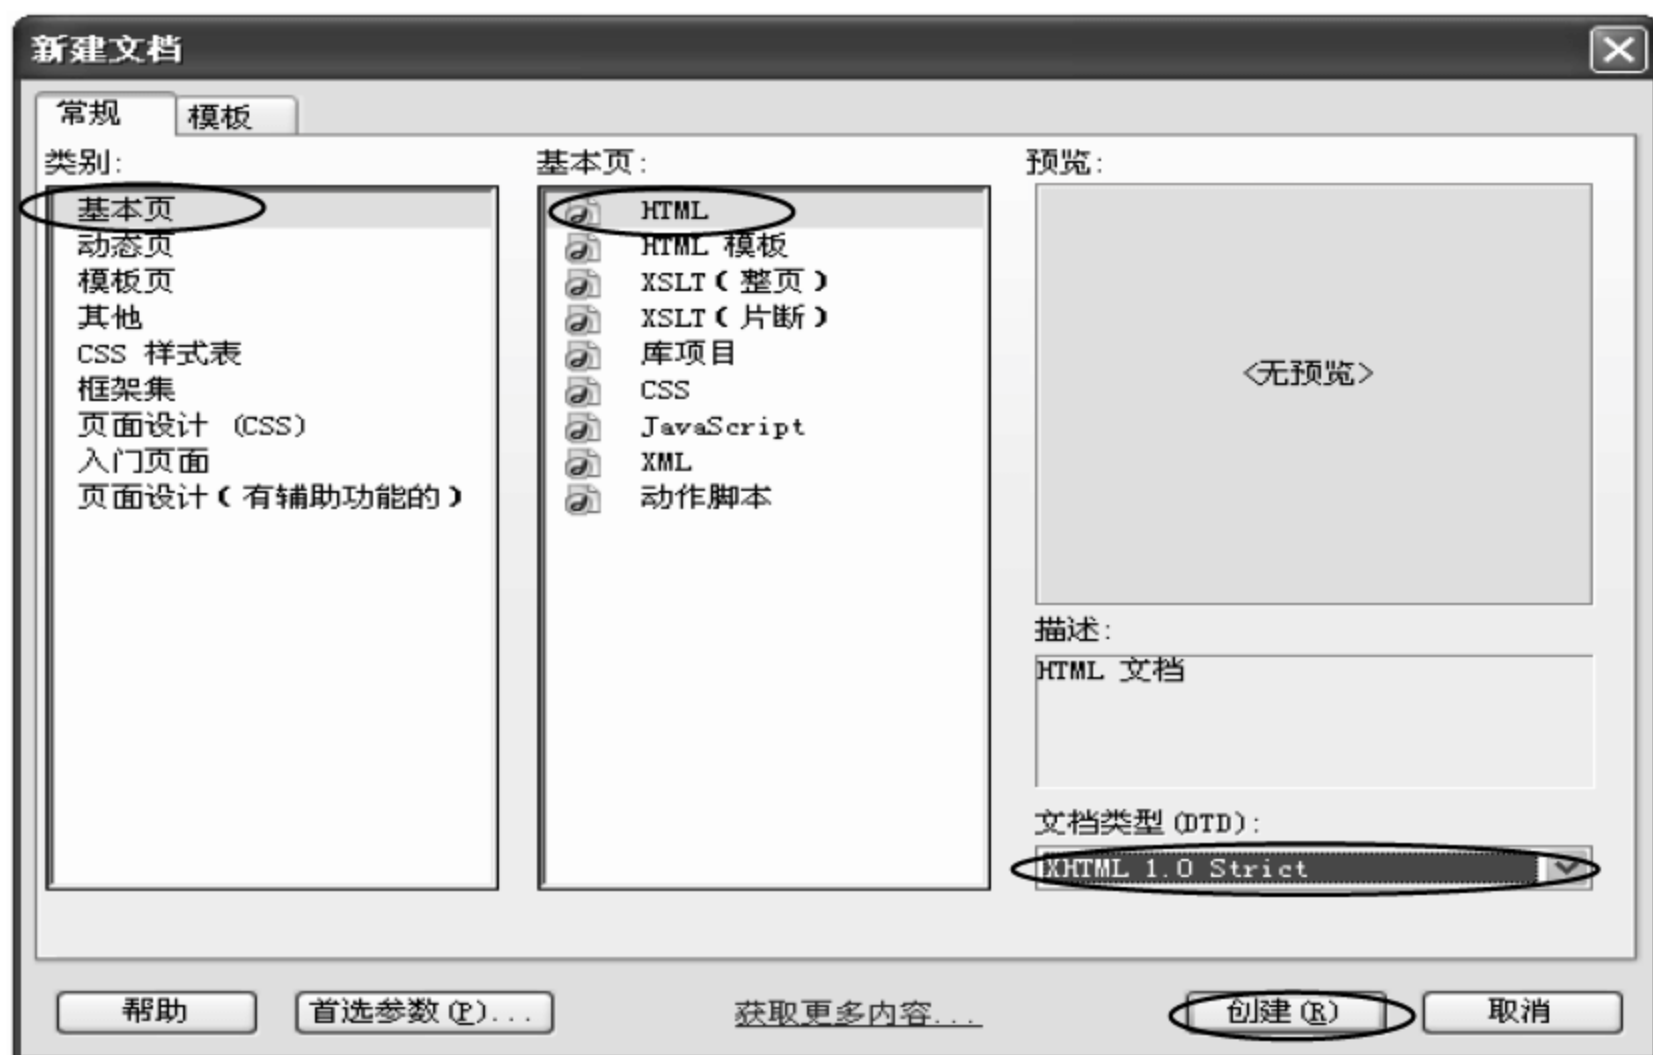 新建文档
常规
模板
类别:
基本页
动态页
模板页
其他
CSS 样式表
框架集
页面设计 (CSS)
入门页面
页面设计(有辅助功能的)
基本页:
HTML
HTML 模板
XSLT(整页)
XSLT(片断)
库项目
CSS
JavaScript
XML
动作脚本
预览:
<无预览>
描述:
HTML 文档
文档类型(DTD):
XHTML 1.0 Strict
帮助
首选参数(P)...
获取更多内容...
创建(R)
取消